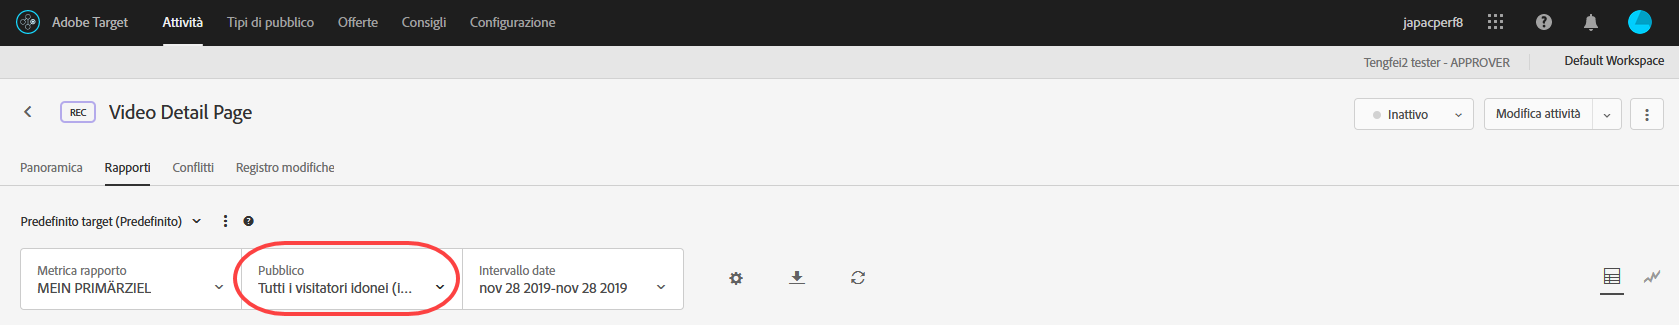 Adobe Target Attività Tipi di pubblico Offerte Consigli Configurazione japacperf8
Tengfei2 tester - APPROVER Default Workspace
REC Video Detail Page Inattivo Modifica attività
Panoramica Rapporti Conflitti Registro modifiche
Predefinito target (Predefinito)
Metrica rapporto Pubblico Intervallo date
MEIN PRIMÄRZIEL Tutti i visitatori idonei (i... nov 28 2019-nov 28 2019